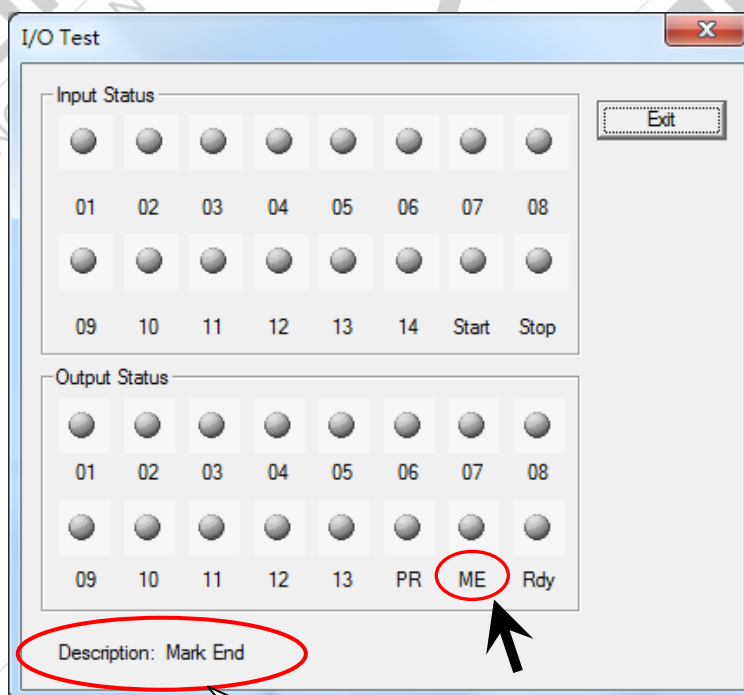 I/O Test
Input Status
Exit
01 02 03 04 05 06 07 08
09 10 11 12 13 14 Start Stop
Output Status
01 02 03 04 05 06 07 08
09 10 11 12 13 PR ME Rdy
Description: Mark End